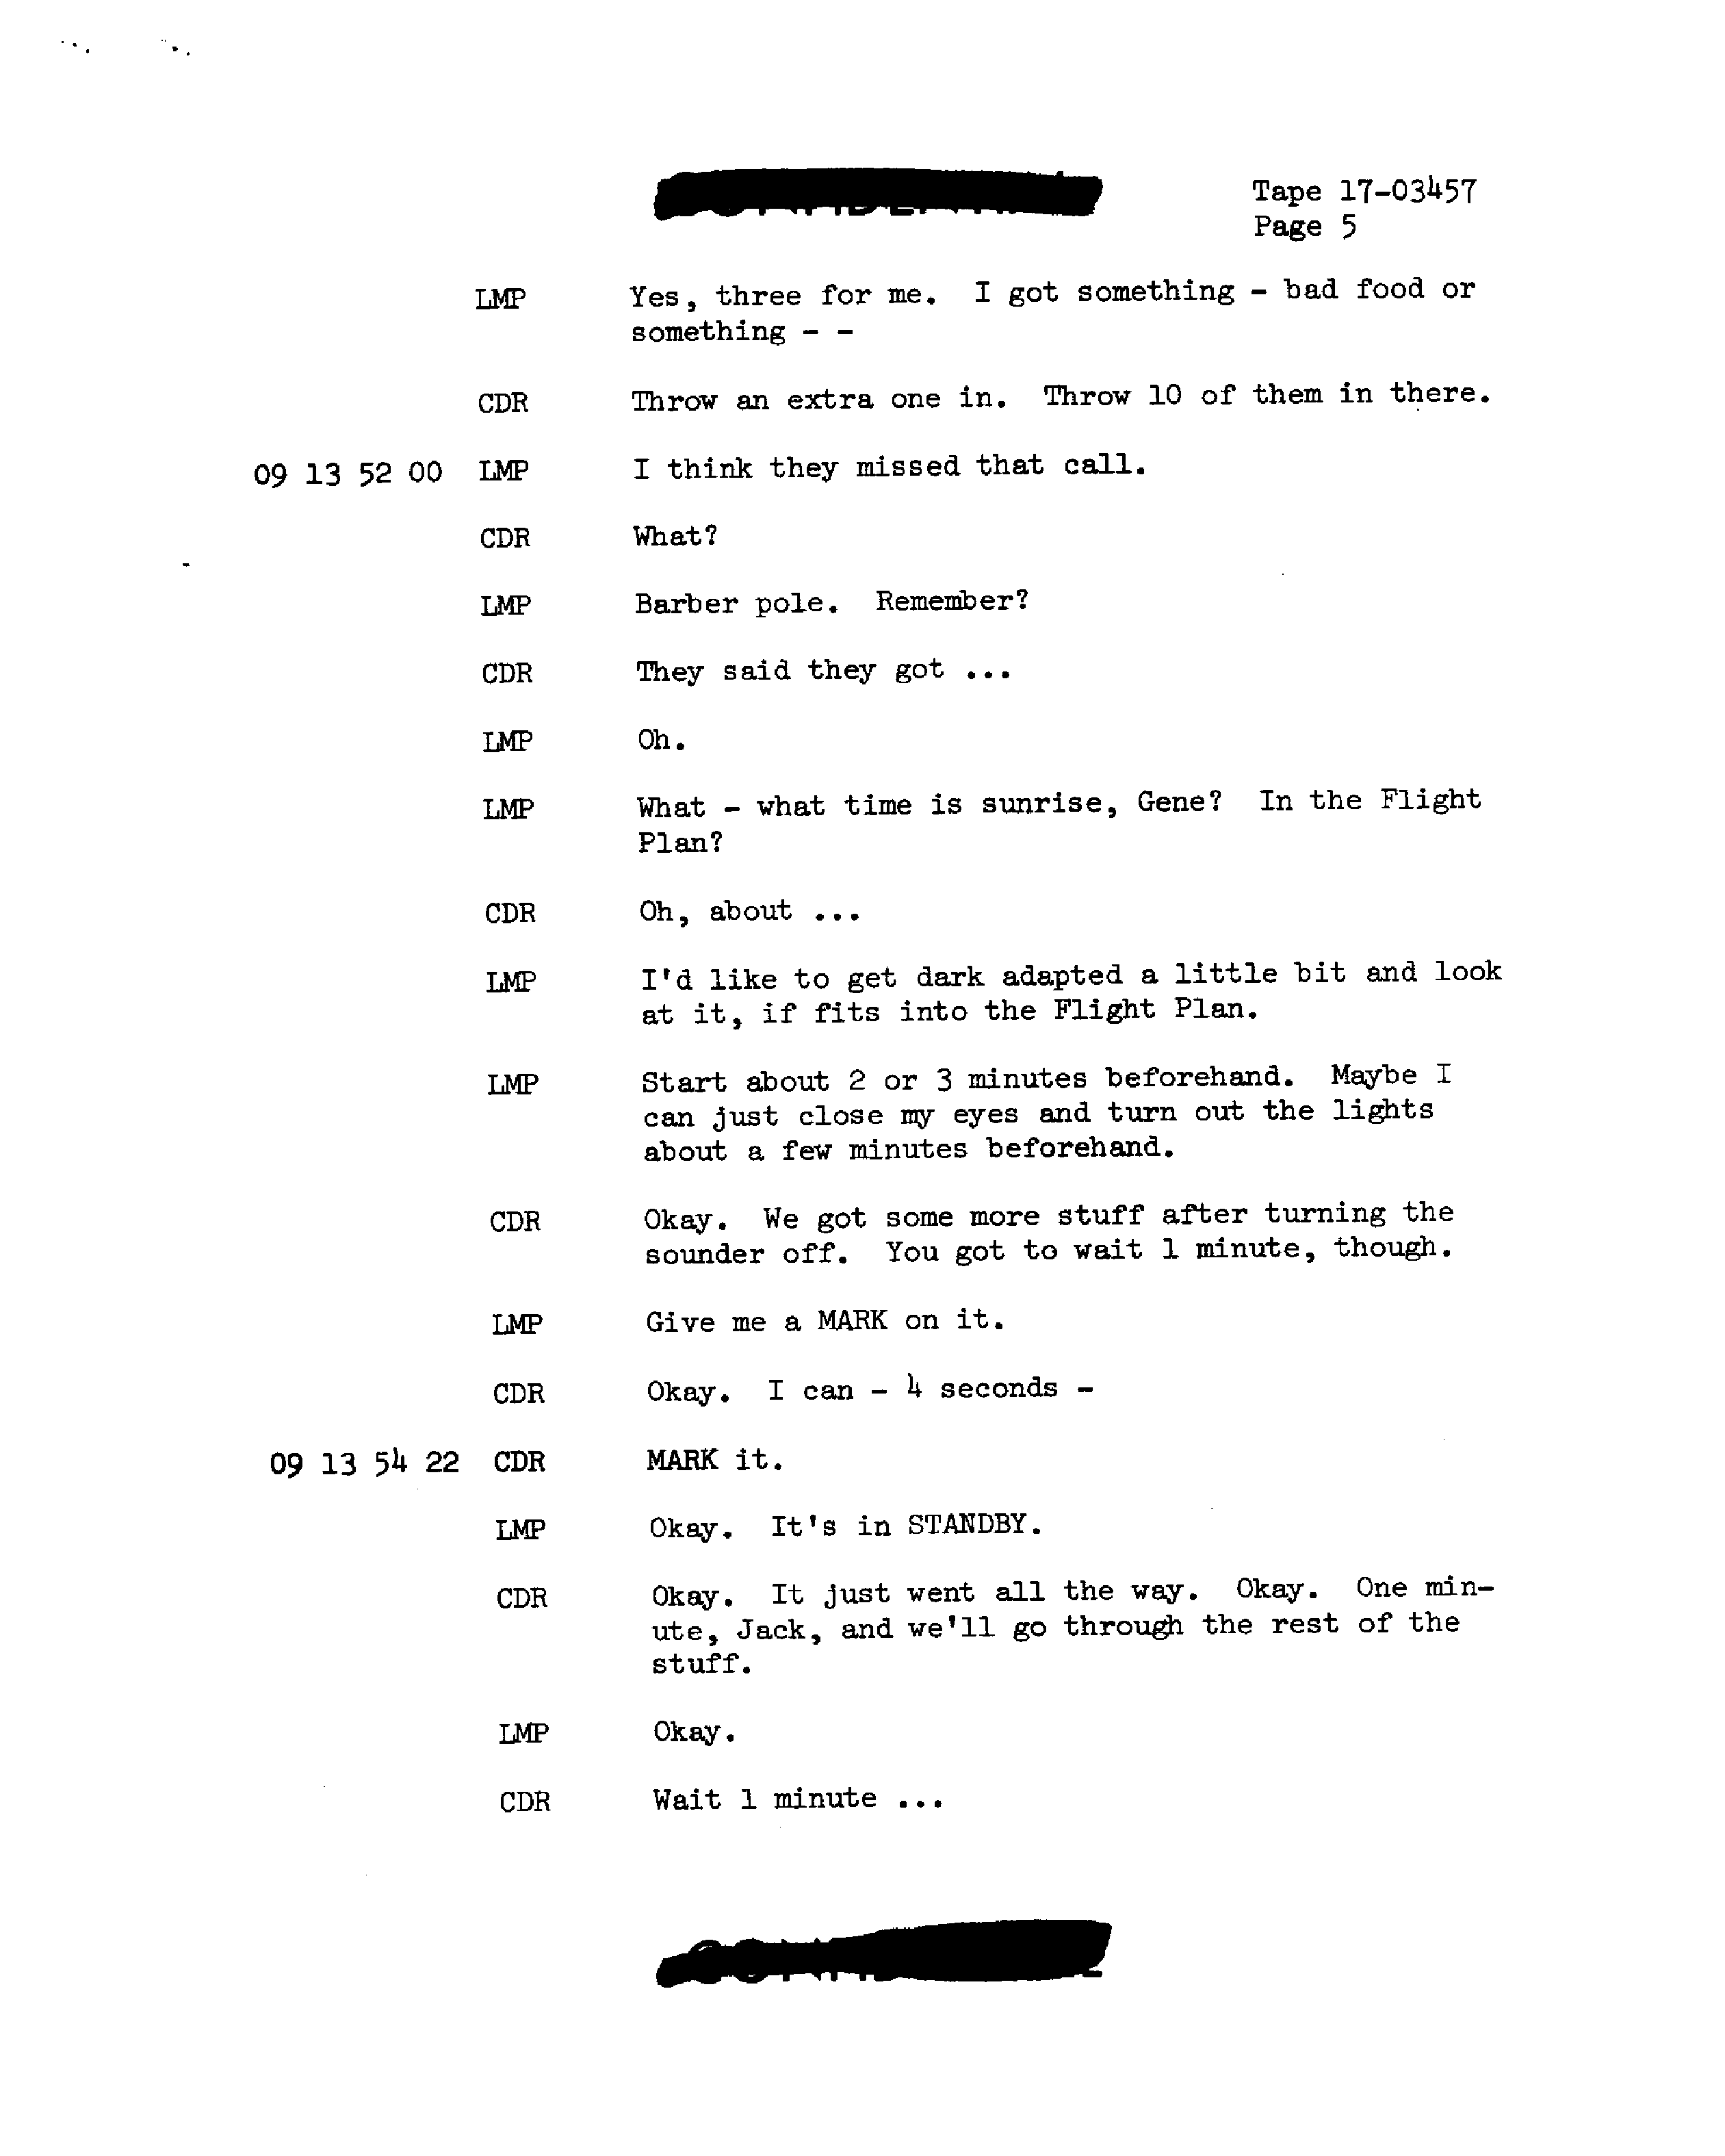 Tape 17-03457
Page 5
LMP Yes, three for me. I got something - bad food or
something - -
CDR Throw an extra one in. Throw 10 of them in there.
09 13 52 00 LMP I think they missed that call.
CDR What?
LMP Barber pole. Remember?
CDR They said they got ...
LMP Oh.
LMP What - what time is sunrise, Gene? In the Flight
Plan?
CDR Oh, about ...
LMP I'd like to get dark adapted a little bit and look
at it, if fits into the Flight Plan.
LMP Start about 2 or 3 minutes beforehand. Maybe I
can just close my eyes and turn out the lights
about a few minutes beforehand.
CDR Okay. We got some more stuff after turning the
sounder off. You got to wait 1 minute, though.
LMP Give me a MARK on it.
CDR Okay. I can - 4 seconds -
09 13 54 22 CDR MARK it.
LMP Okay. It's in STANDBY.
CDR Okay. It just went all the way. Okay. One min-
ute, Jack, and we'll go through the rest of the
stuff.
LMP Okay.
CDR Wait 1 minute ...